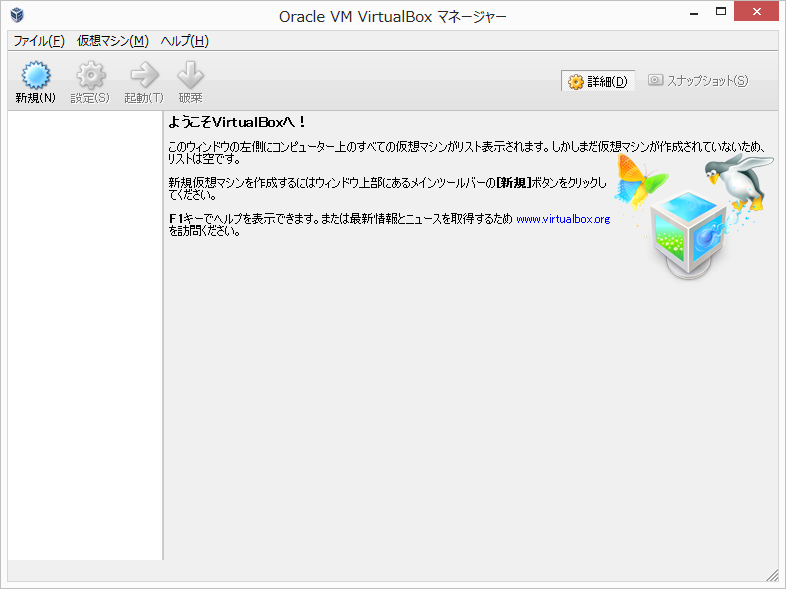 Oracle VM VirtualBox マネージャー
ファイル(F) 仮想マシン(M) ヘルプ(H)
新規(N) 設定(S) 起動(T) 破棄 詳細(D) スナップショット(S)
ようこそVirtualBoxへ！
このウィンドウの左側にコンピューター上のすべての仮想マシンがリスト表示されます。しかしまだ仮想マシンが作成されていないため、
リストは空です。
新規仮想マシンを作成するにはウィンドウ上部にあるメインツールバーの[新規]ボタンをクリックし
てください。
F1キーでヘルプを表示できます。または最新情報とニュースを取得するため www.virtualbox.org
を訪問ください。